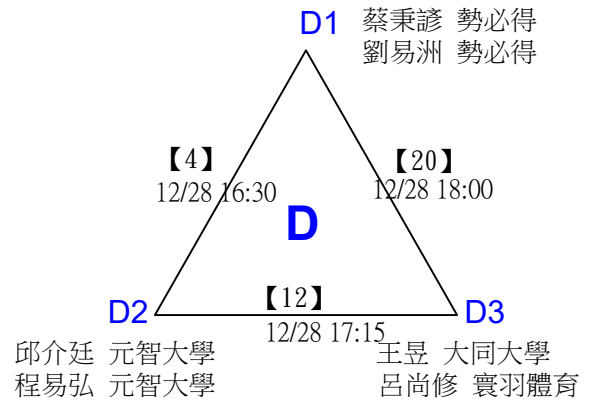 D1 蔡秉諺 勢必得
劉易洲 勢必得
【4】
12/28 16:30
【20】
12/28 18:00
D
【12】
12/28 17:15
D2
D3
邱介廷 元智大學
程易弘 元智大學
王昱 大同大學
呂尚修 寰羽體育